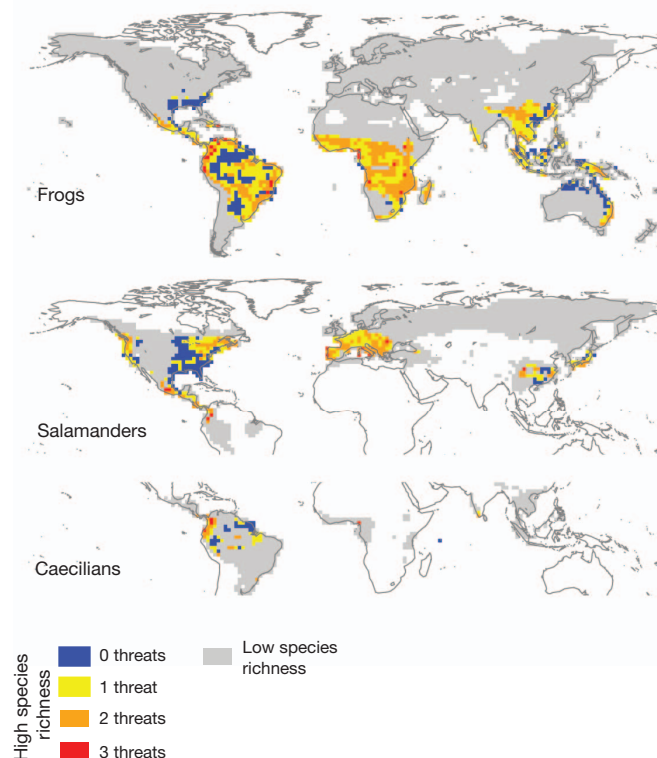 Frogs
Salamanders
Caecilians
High species
richness
0 threats
1 threat
2 threats
3 threats
Low species
richness